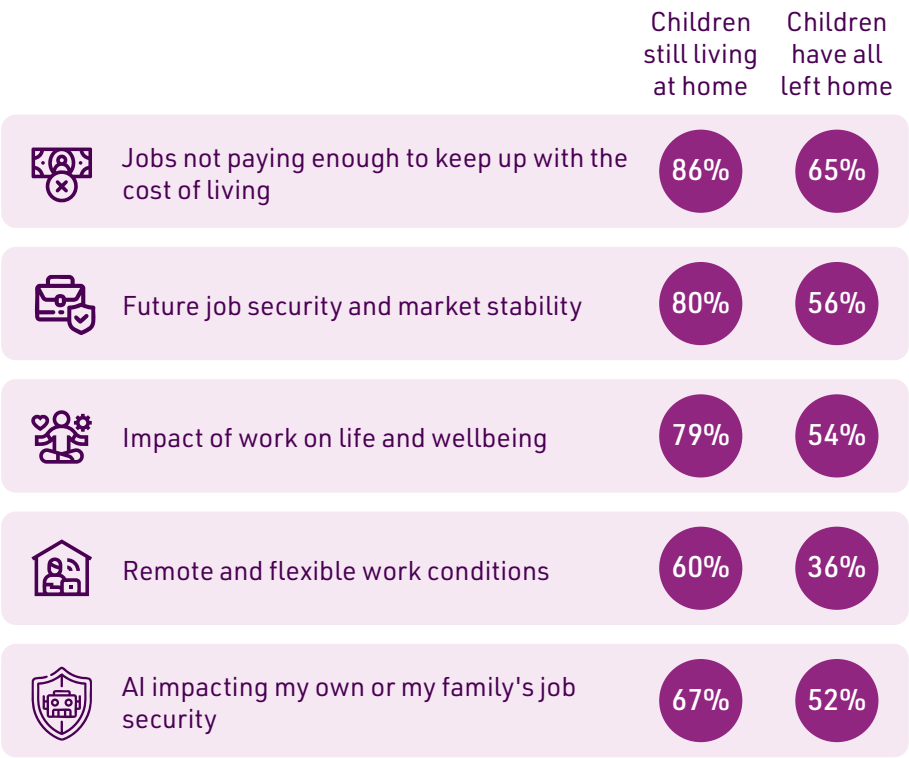 Children still living at home
Children have all left home
Jobs not paying enough to keep up with the
cost of living
86%
65%
Future job security and market stability
80%
56%
Impact of work on life and wellbeing
79%
54%
Remote and flexible work conditions
60%
36%
AI impacting my own or my family's job
security
67%
52%